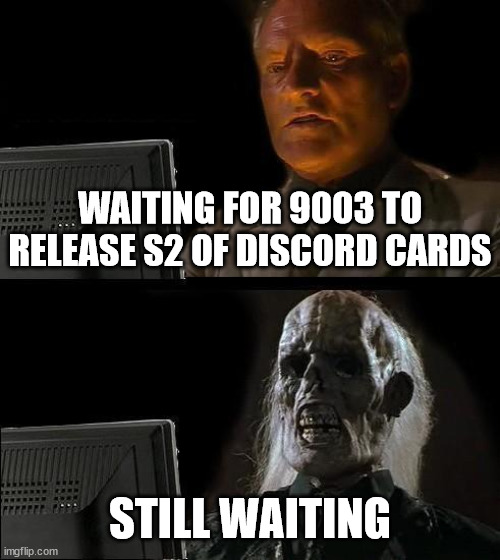 WAITING FOR 9003 TO
RELEASE S2 OF DISCORD CARDS
STILL WAITING
imgflip.com